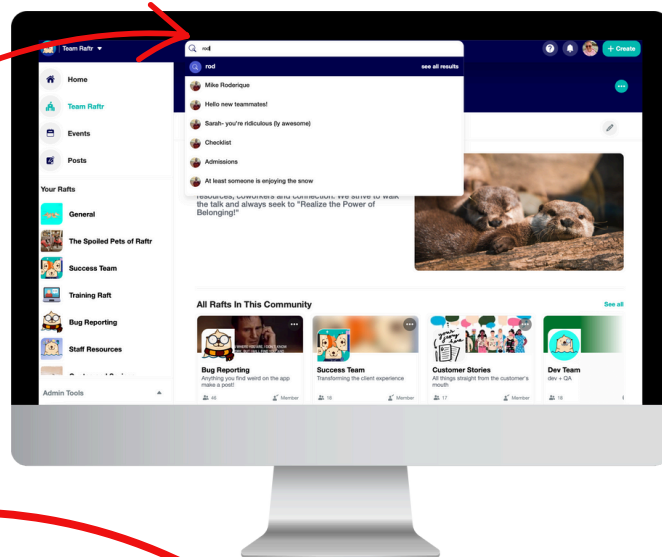 Team Raftr
rod
+ Create
rod
see all results
Mike Roderique
Hello new teammates!
Sarah- you're ridiculous (ly awesome)
Checklist
Admissions
At least someone is enjoying the snow
Home
Team Raftr
Events
Posts
Your Rafts
General
The Spoiled Pets of Raftr
Success Team
Training Raft
Bug Reporting
Staff Resources
Admin Tools
resources, coworkers and connection. We strive to walk
the talk and always seek to "Realize the Power of
Belonging!"
All Rafts In This Community
See all
Bug Reporting
Anything you find weird on the app
make a post!
46
Member
Success Team
Transforming the client experience
16
Member
Customer Stories
All things straight from the customer's
mouth
17
Member
Dev Team
dev + QA
16